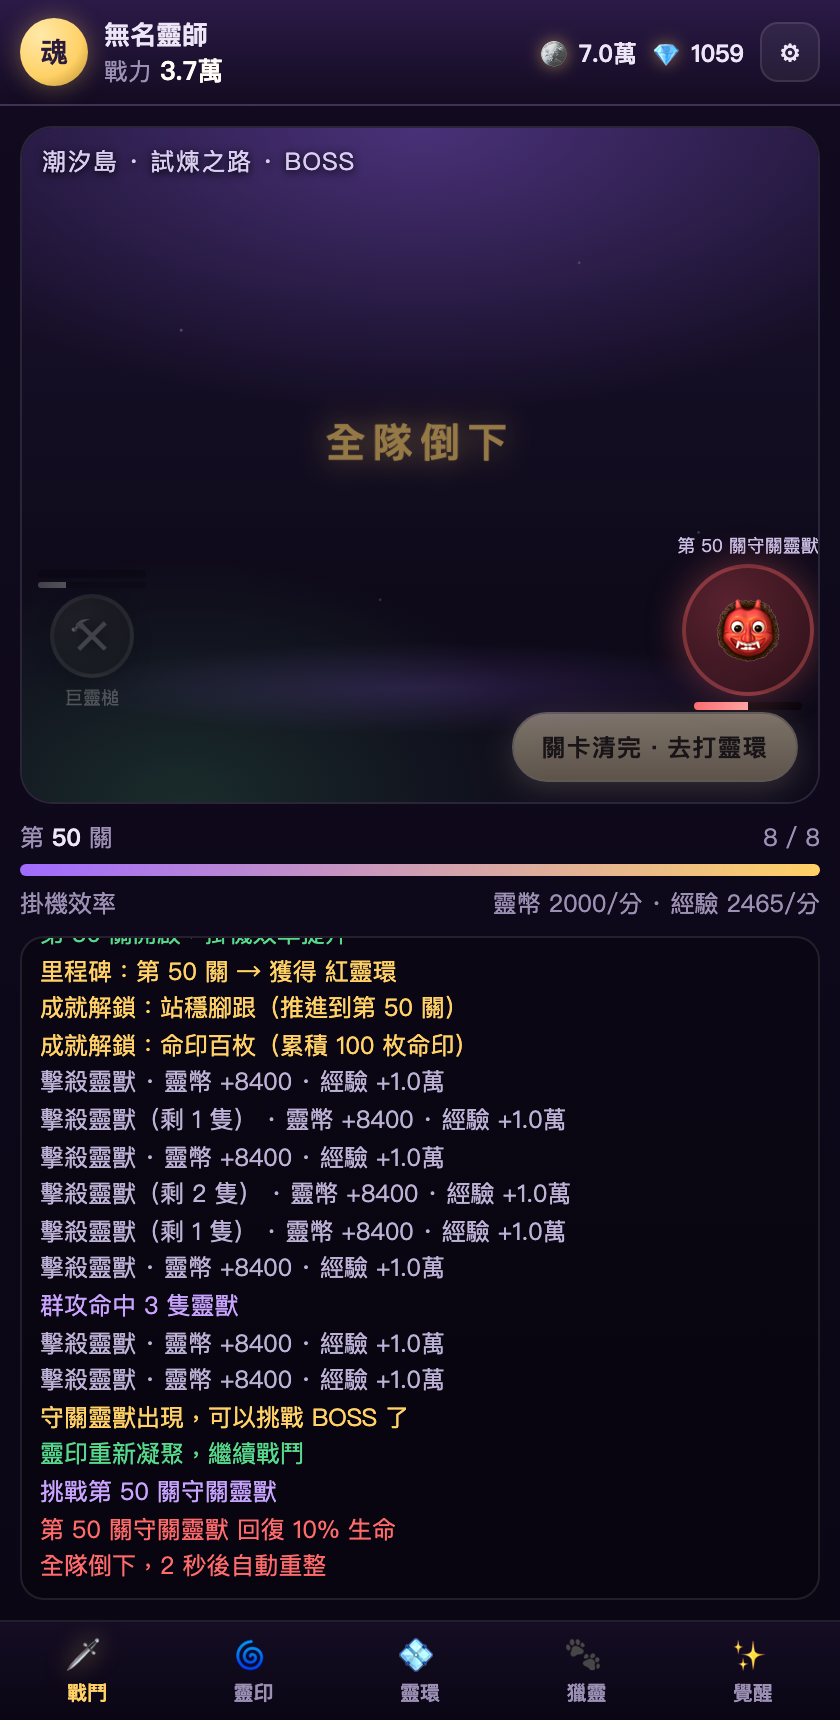 魂
無名靈師
戰力 3.7萬
7.0萬
1059
潮汐島 · 試煉之路 · BOSS
全隊倒下
第 50 關守關靈獸
巨靈槌
關卡清完 · 去打靈環
第 50 關
8 / 8
掛機效率
靈幣 2000/分 · 經驗 2465/分
第 50 關開啟 · 掛機效率提升
里程碑：第 50 關 → 獲得 紅靈環
成就解鎖：站穩腳跟（推進到第 50 關）
成就解鎖：命印百枚（累積 100 枚命印）
擊殺靈獸 · 靈幣 +8400 · 經驗 +1.0萬
擊殺靈獸（剩 1 隻） · 靈幣 +8400 · 經驗 +1.0萬
擊殺靈獸 · 靈幣 +8400 · 經驗 +1.0萬
擊殺靈獸（剩 2 隻） · 靈幣 +8400 · 經驗 +1.0萬
擊殺靈獸（剩 1 隻） · 靈幣 +8400 · 經驗 +1.0萬
擊殺靈獸 · 靈幣 +8400 · 經驗 +1.0萬
群攻命中 3 隻靈獸
擊殺靈獸 · 靈幣 +8400 · 經驗 +1.0萬
擊殺靈獸 · 靈幣 +8400 · 經驗 +1.0萬
守關靈獸出現，可以挑戰 BOSS 了
靈印重新凝聚，繼續戰鬥
挑戰第 50 關守關靈獸
第 50 關守關靈獸 回復 10% 生命
全隊倒下，2 秒後自動重整
戰鬥
靈印
靈環
獵靈
覺醒